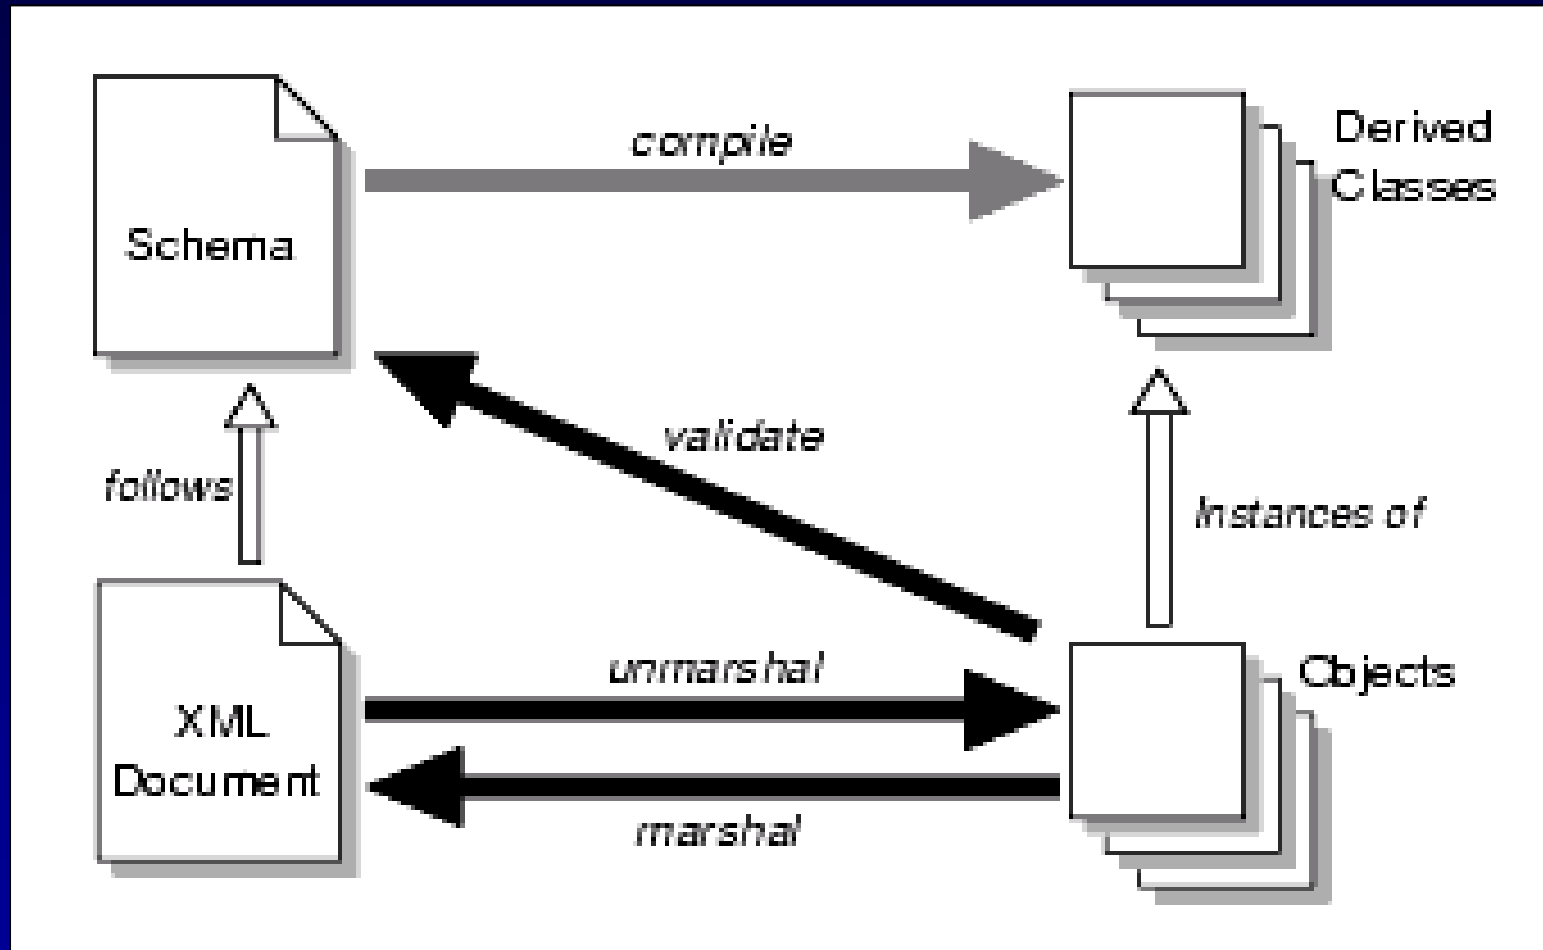 compile
Derived
Classes
Schema
validate
follows
Instances of
unmarshal
Objects
XML
Document
marshal